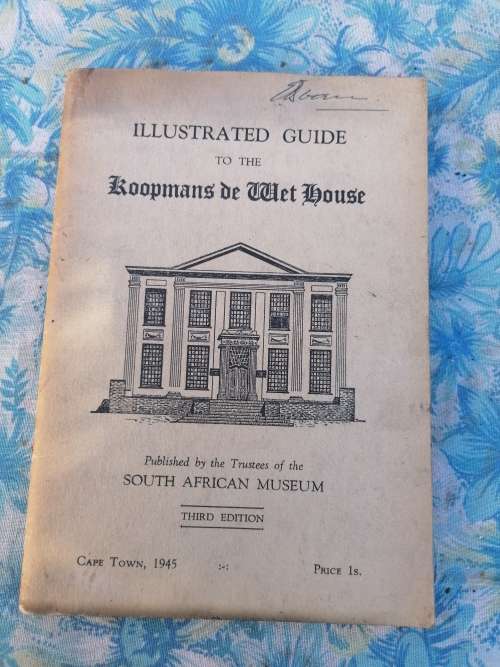 ILLUSTRATED GUIDE
TO THE
Koopmans de Wet House
Published by the Trustees of the
SOUTH AFRICAN MUSEUM
THIRD EDITION
CAPE TOWN, 1945 :-: PRICE 1s.